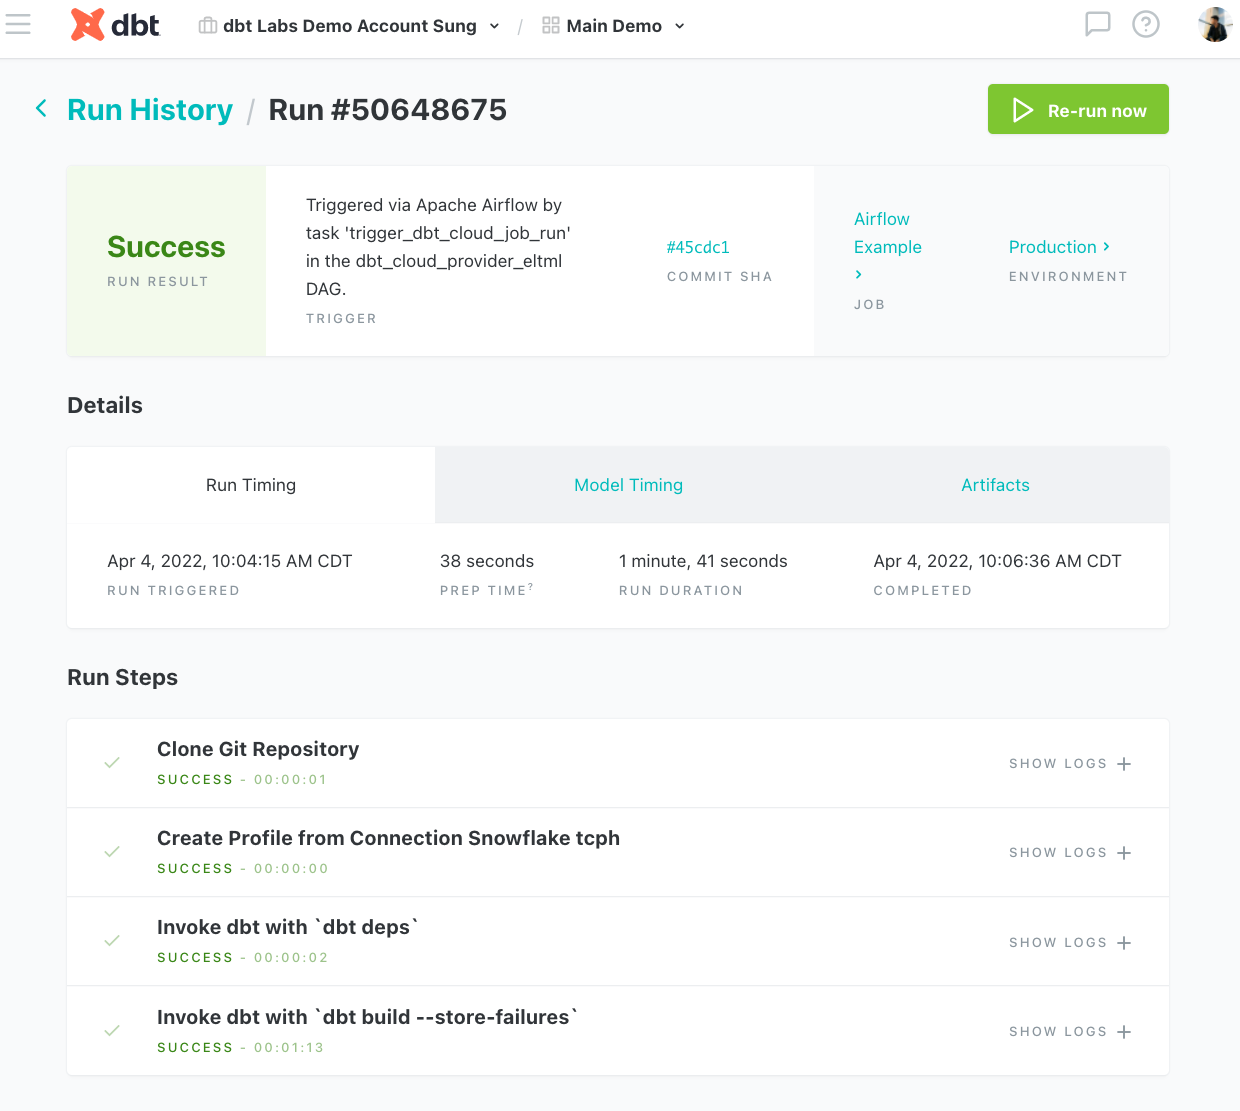 dbt
dbt Labs Demo Account Sung / Main Demo
Run History / Run #50648675
Re-run now
Success
RUN RESULT
Triggered via Apache Airflow by
task 'trigger_dbt_cloud_job_run'
in the dbt_cloud_provider_eltml
DAG.
TRIGGER
#45cdc1
COMMIT SHA
Airflow
Example
>
JOB
Production >
ENVIRONMENT
Details
Run Timing
Model Timing
Artifacts
Apr 4, 2022, 10:04:15 AM CDT
RUN TRIGGERED
38 seconds
PREP TIME?
1 minute, 41 seconds
RUN DURATION
Apr 4, 2022, 10:06:36 AM CDT
COMPLETED
Run Steps
Clone Git Repository
SUCCESS - 00:00:01
SHOW LOGS +
Create Profile from Connection Snowflake tcph
SUCCESS - 00:00:00
SHOW LOGS +
Invoke dbt with `dbt deps`
SUCCESS - 00:00:02
SHOW LOGS +
Invoke dbt with `dbt build --store-failures`
SUCCESS - 00:01:13
SHOW LOGS +